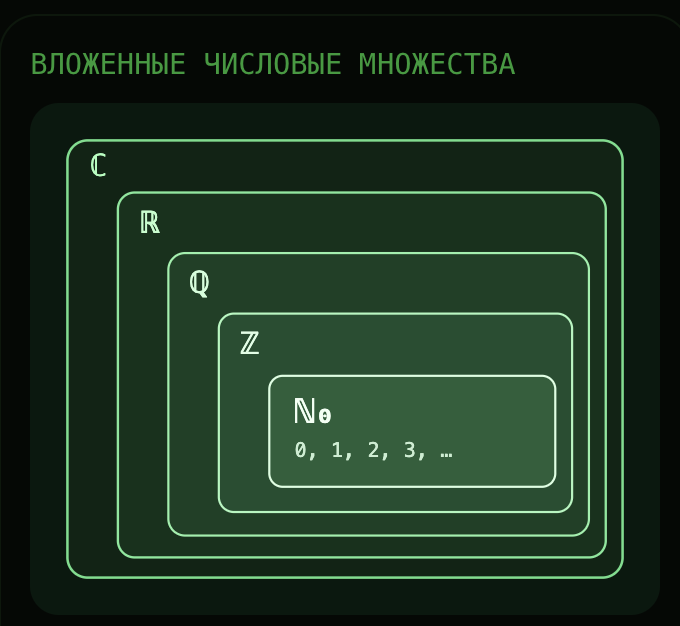 ВЛОЖЕННЫЕ ЧИСЛОВЫЕ МНОЖЕСТВА
ℂ
ℝ
ℚ
ℤ
ℕ₀
0, 1, 2, 3, …